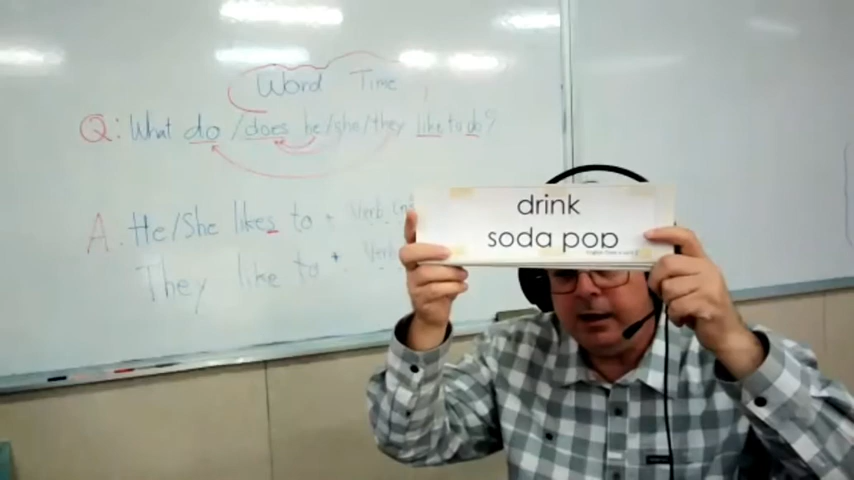 Word Time
Q: What do/does he/she/they like to do?
A. He/She likes to + Verb
They like to + Verb
drink
soda pop